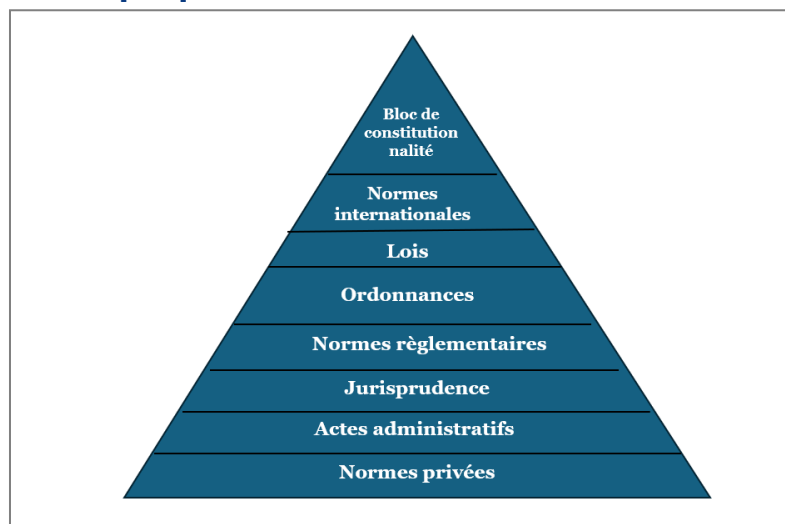 Bloc de
constitution
nalité
Normes
internationales
Lois
Ordonnances
Normes règlementaires
Jurisprudence
Actes administratifs
Normes privées